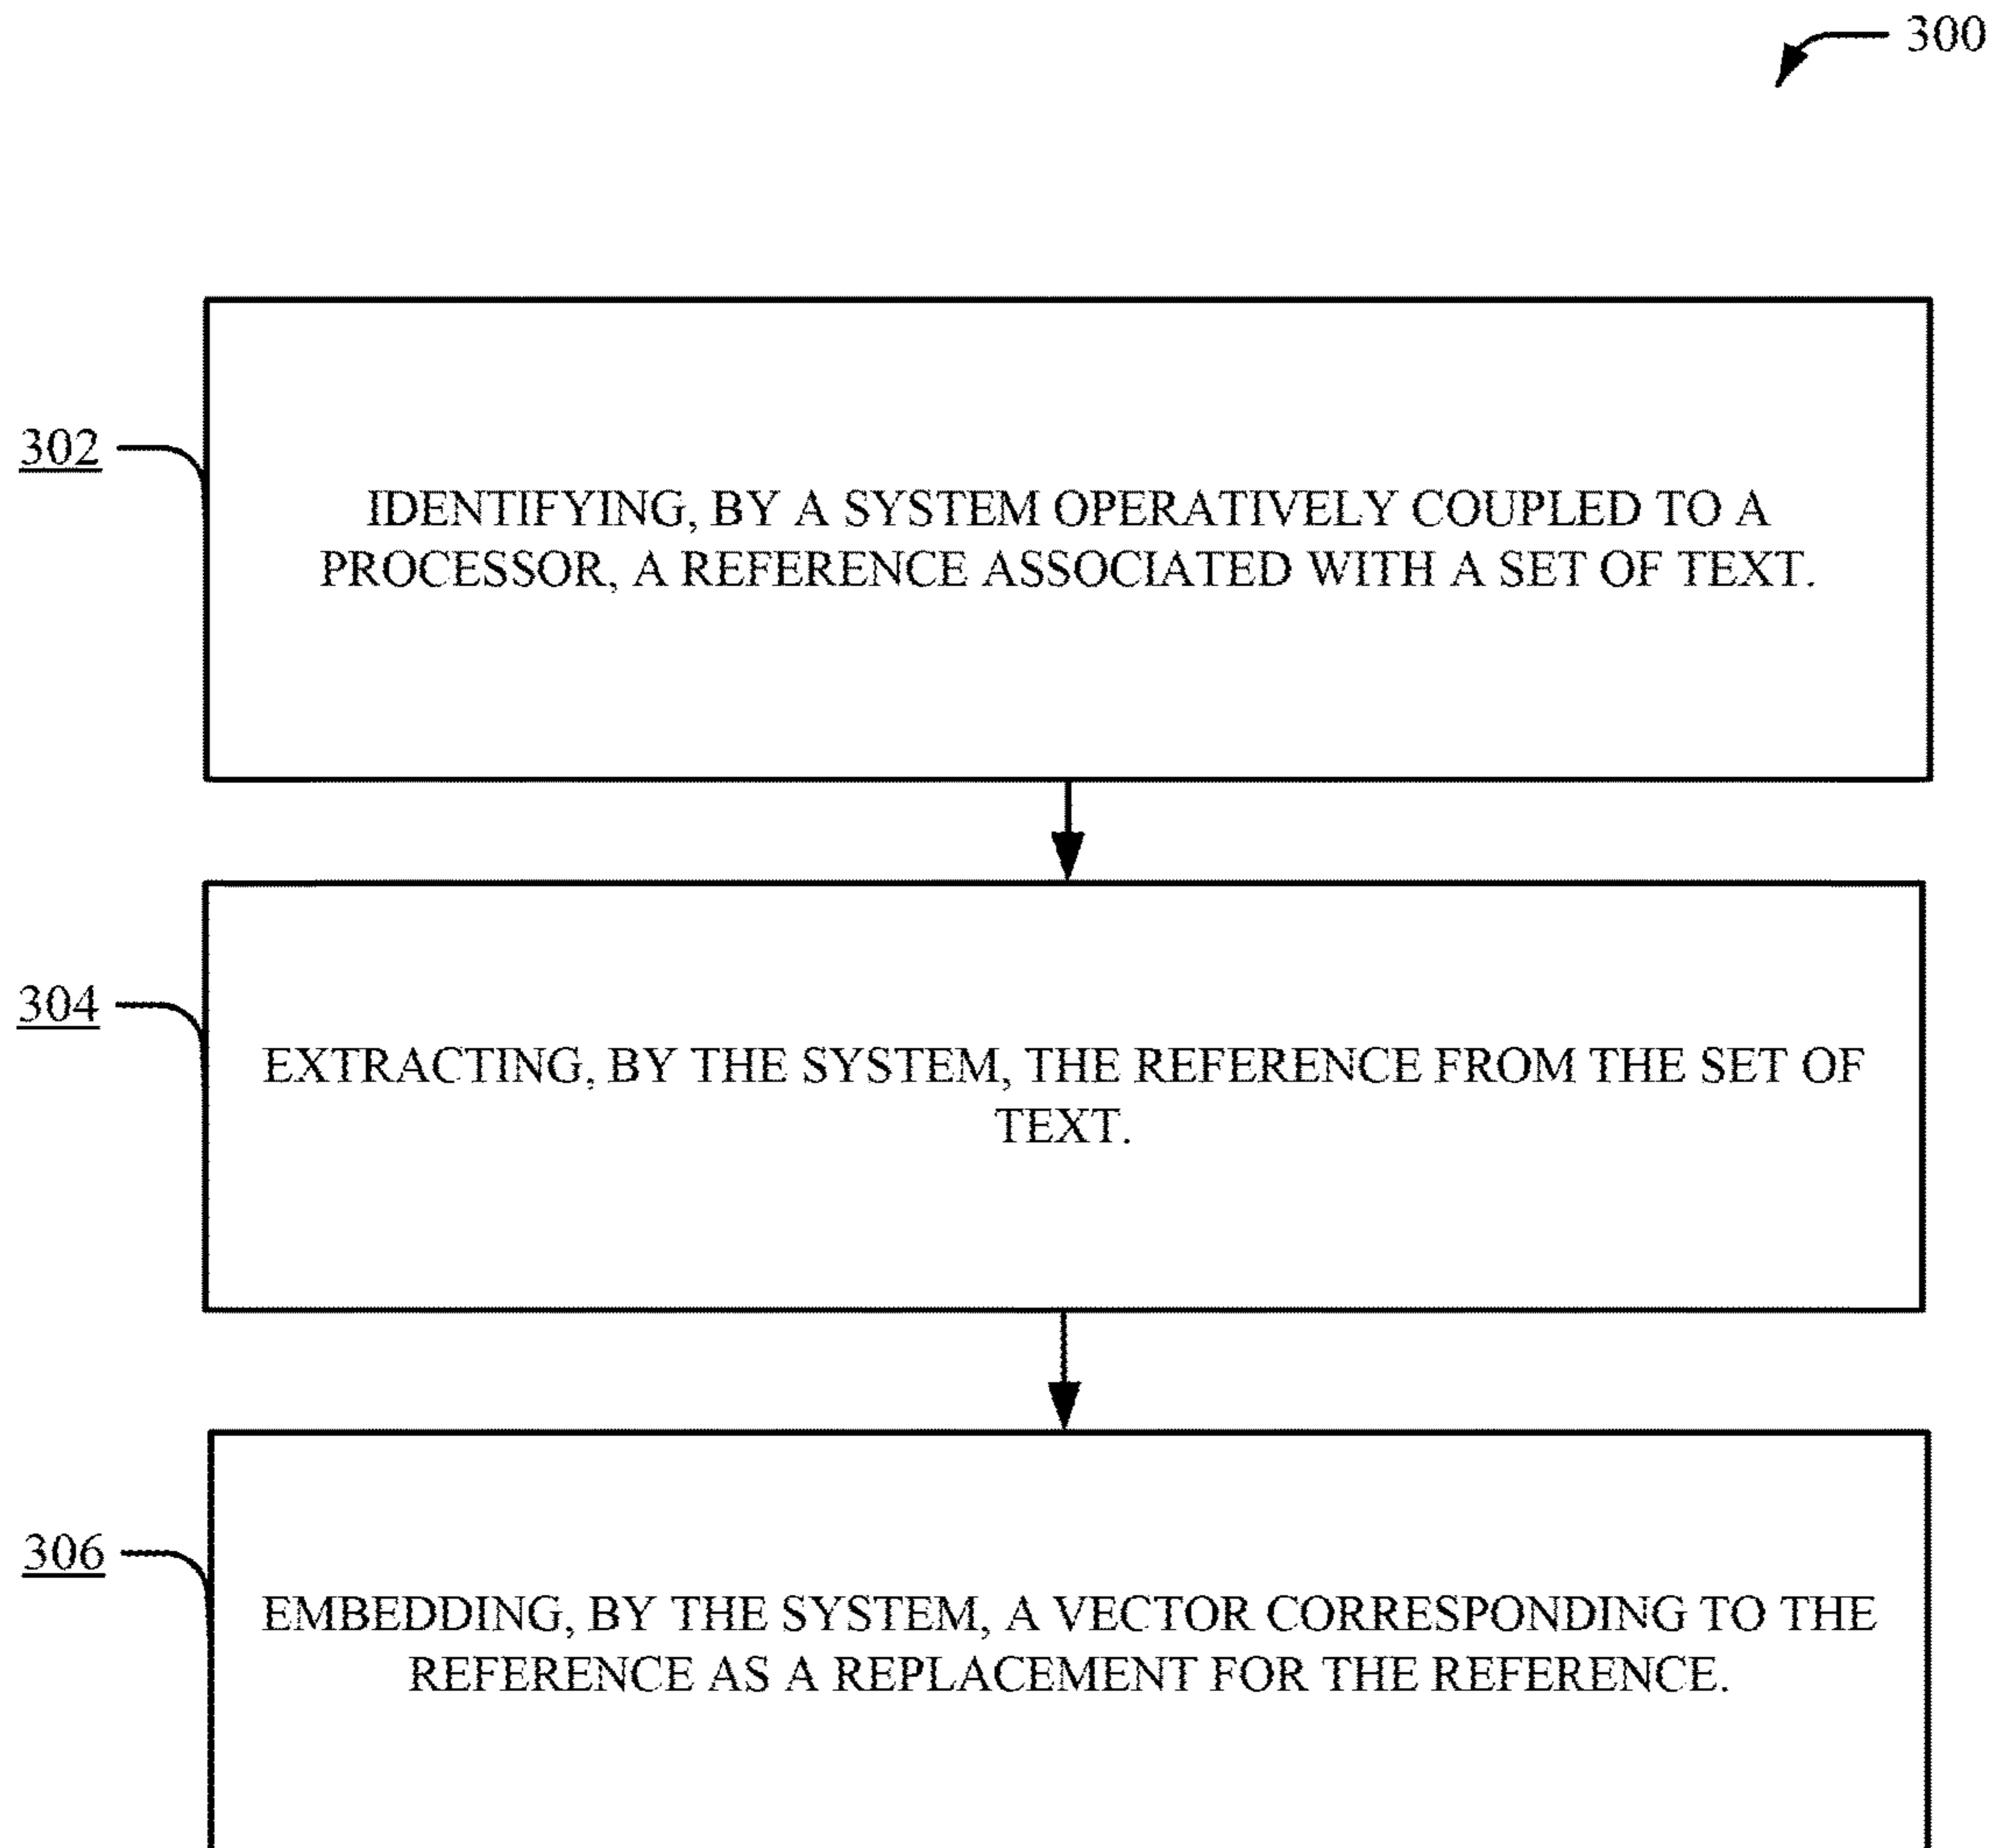 300
302
IDENTIFYING, BY A SYSTEM OPERATIVELY COUPLED TO A
PROCESSOR, A REFERENCE ASSOCIATED WITH A SET OF TEXT.
304
EXTRACTING, BY THE SYSTEM, THE REFERENCE FROM THE SET OF
TEXT.
306
EMBEDDING, BY THE SYSTEM, A VECTOR CORRESPONDING TO THE
REFERENCE AS A REPLACEMENT FOR THE REFERENCE.